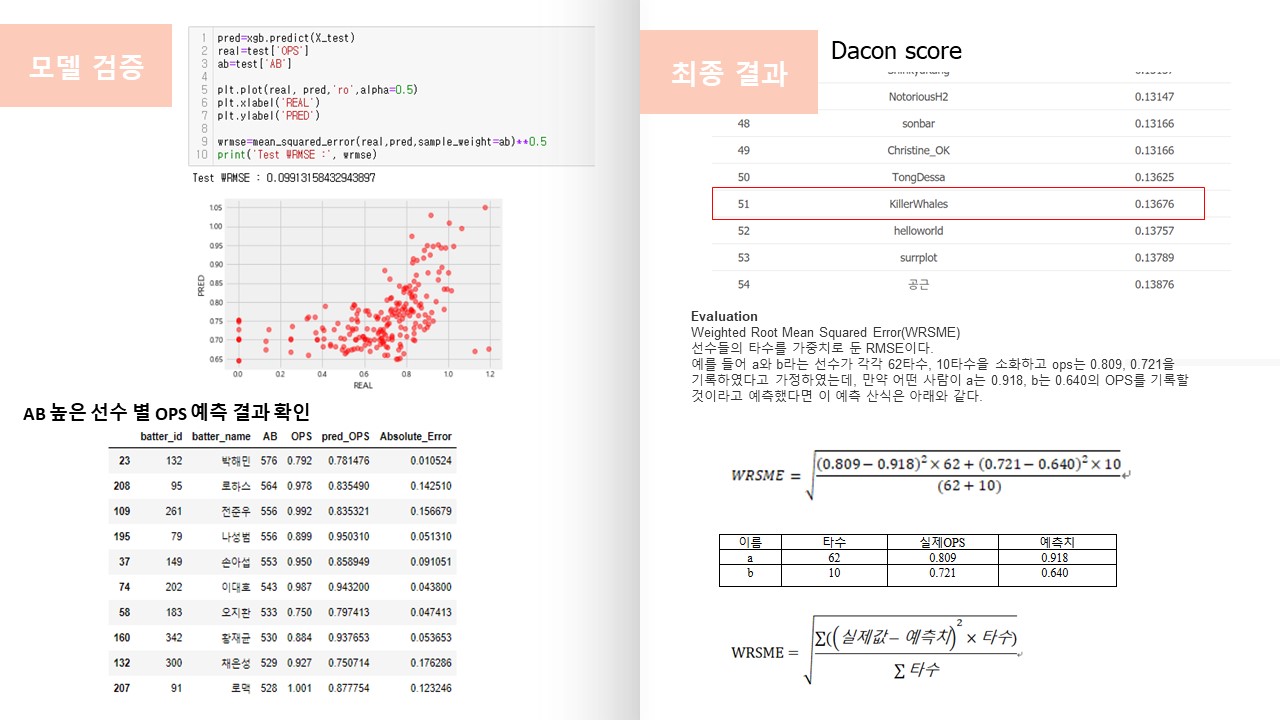 모델 검증
1 pred=xgb.predict(X_test)
2 real=test['OPS']
3 ab=test['AB']
4
5 plt.plot(real, pred,'ro',alpha=0.5)
6 plt.xlabel('REAL')
7 plt.ylabel('PRED')
8
9 wrmse=mean_squared_error(real,pred,sample_weight=ab)**0.5
10 print('Test WRMSE :', wrmse)
Test WRMSE : 0.09913158432943897
1.05
1.00
0.95
0.90
0.85
0.80
0.75
0.70
0.65
PRED
0.0 0.2 0.4 0.6 0.8 1.0 1.2
REAL
AB 높은 선수 별 OPS 예측 결과 확인
batter_id batter_name AB OPS pred_OPS Absolute_Error
23 132 박해민 576 0.792 0.781476 0.010524
208 95 로하스 564 0.978 0.835490 0.142510
109 261 전준우 556 0.992 0.835321 0.156679
195 79 나성범 556 0.899 0.950310 0.051310
37 149 손아섭 553 0.950 0.858949 0.091051
74 202 이대호 543 0.987 0.943200 0.043800
58 183 오지환 533 0.750 0.797413 0.047413
160 342 황재균 530 0.884 0.937653 0.053653
132 300 채은성 529 0.927 0.750714 0.176286
207 91 로맥 528 1.001 0.877754 0.123246
최종 결과
Dacon score
NotoriousH2 0.13147
48 sonbar 0.13166
49 Christine_OK 0.13166
50 TongDessa 0.13625
51 KillerWhales 0.13676
52 helloworld 0.13757
53 surrplot 0.13789
54 공근 0.13876
Evaluation
Weighted Root Mean Squared Error(WRSME)
선수들의 타수를 가중치로 둔 RMSE이다.
예를 들어 a와 b라는 선수가 각각 62타수, 10타수을 소화하고 ops는 0.809, 0.721을
기록하였다고 가정하였는데, 만약 어떤 사람이 a는 0.918, b는 0.640의 OPS를 기록할
것이라고 예측했다면 이 예측 산식은 아래와 같다.
WRSME = √((0.809 − 0.918)² × 62 + (0.721 − 0.640)² × 10 / (62 + 10))
이름 타수 실제OPS 예측치
a 62 0.809 0.918
b 10 0.721 0.640
WRSME = √(Σ((실제값 − 예측치)² × 타수) / Σ 타수)